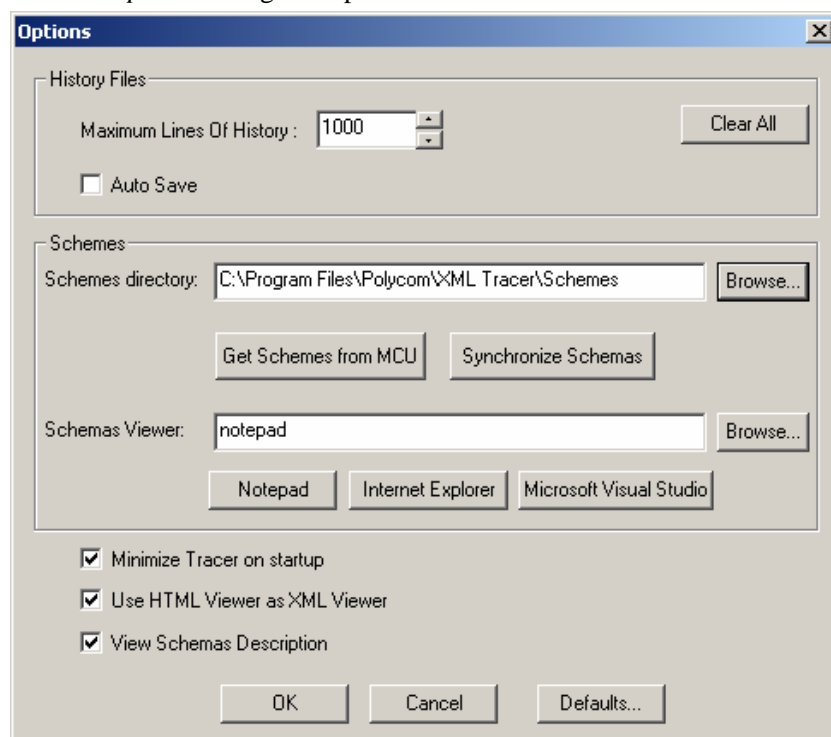 Options
History Files
Maximum Lines Of History : 1000 Clear All
Auto Save
Schemes
Schemes directory: C:\Program Files\Polycom\XML Tracer\Schemes Browse...
Get Schemes from MCU Synchronize Schemas
Schemas Viewer: notepad Browse...
Notepad Internet Explorer Microsoft Visual Studio
Minimize Tracer on startup
Use HTML Viewer as XML Viewer
View Schemas Description
OK Cancel Defaults...